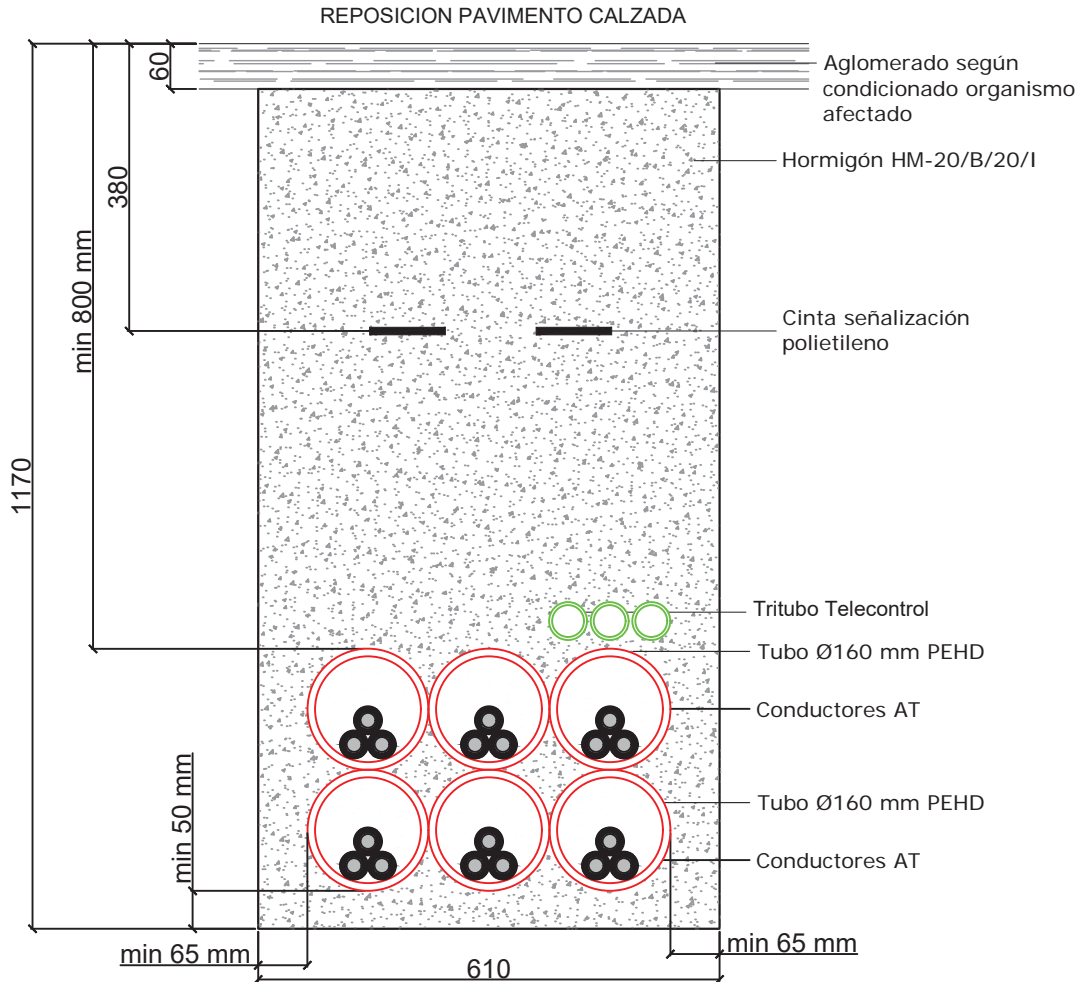 REPOSICION PAVIMENTO CALZADA
60
Aglomerado según
condicionado organismo
afectado
Hormigón HM-20/B/20/I
380
min 800 mm
Cinta señalización
polietileno
1170
Tritubo Telecontrol
Tubo Ø160 mm PEHD
Conductores AT
Tubo Ø160 mm PEHD
min 50 mm
Conductores AT
min 65 mm
610
min 65 mm